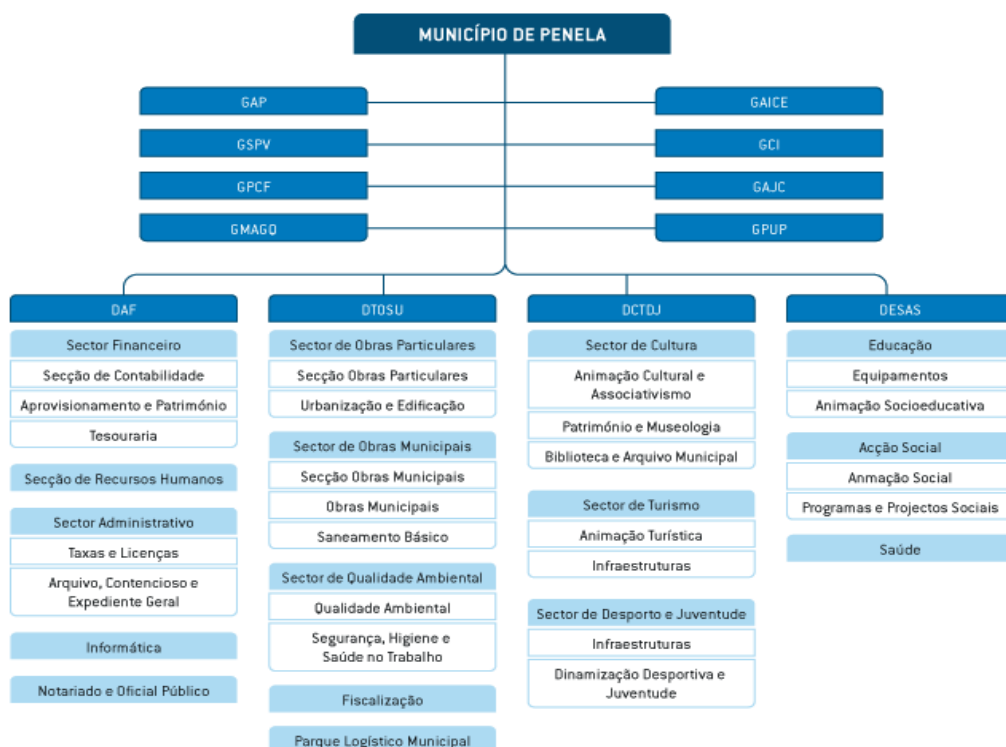 MUNICÍPIO DE PENELA
GAP
GAICE
GSPV
GCI
GPCF
GAJC
GMAGQ
GPUP
DAF
Sector Financeiro
Secção de Contabilidade
Aprovisionamento e Património
Tesouraria
Secção de Recursos Humanos
Sector Administrativo
Taxas e Licenças
Arquivo, Contencioso e
Expediente Geral
Informática
Notariado e Oficial Público
DTOSU
Sector de Obras Particulares
Secção Obras Particulares
Urbanização e Edificação
Sector de Obras Municipais
Secção Obras Municipais
Obras Municipais
Saneamento Básico
Sector de Qualidade Ambiental
Qualidade Ambiental
Segurança, Higiene e
Saúde no Trabalho
Fiscalização
Parque Logístico Municipal
DCTDJ
Sector de Cultura
Animação Cultural e
Associativismo
Património e Museologia
Biblioteca e Arquivo Municipal
Sector de Turismo
Animação Turística
Infraestruturas
Sector de Desporto e Juventude
Infraestruturas
Dinamização Desportiva e
Juventude
DESAS
Educação
Equipamentos
Animação Socioeducativa
Acção Social
Anmação Social
Programas e Projectos Sociais
Saúde